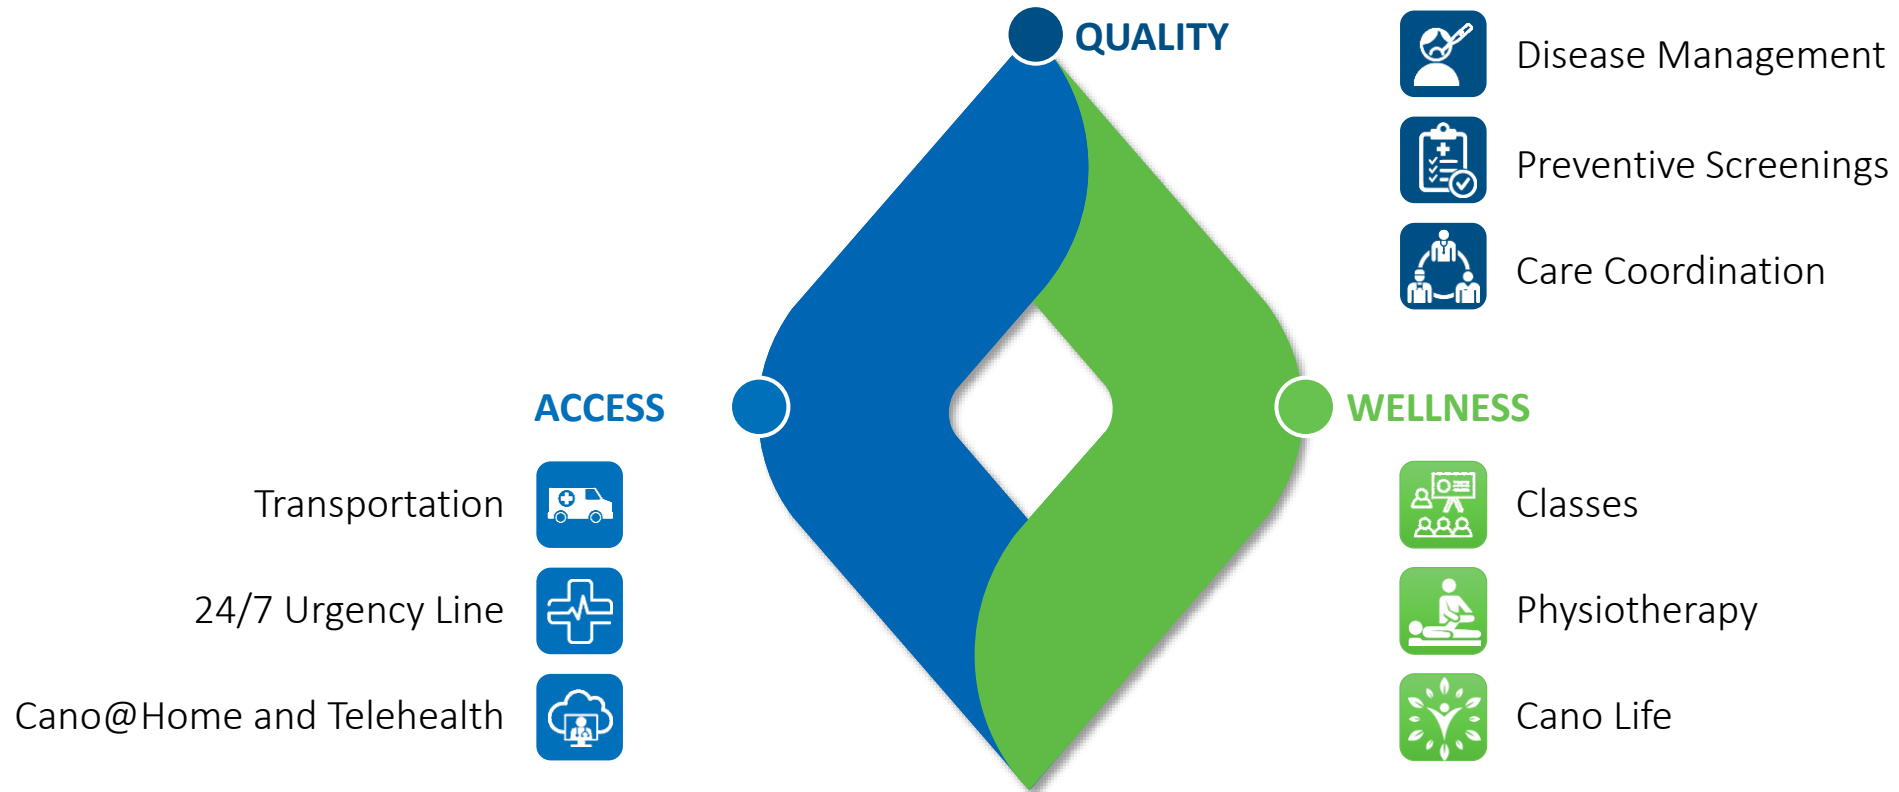 QUALITY
Disease Management
Preventive Screenings
Care Coordination
ACCESS
Transportation
24/7 Urgency Line
Cano@Home and Telehealth
WELLNESS
Classes
Physiotherapy
Cano Life